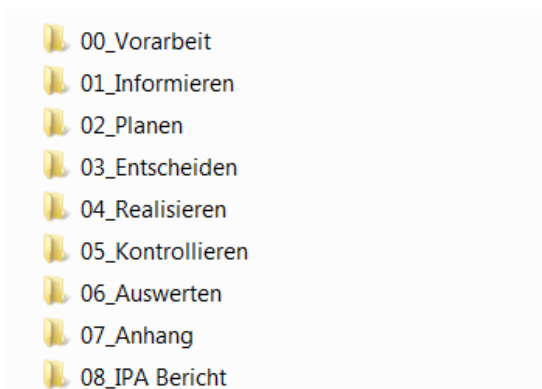 00_Vorarbeit
01_Informieren
02_Planen
03_Entscheiden
04_Realisieren
05_Kontrollieren
06_Auswerten
07_Anhang
08_IPA Bericht